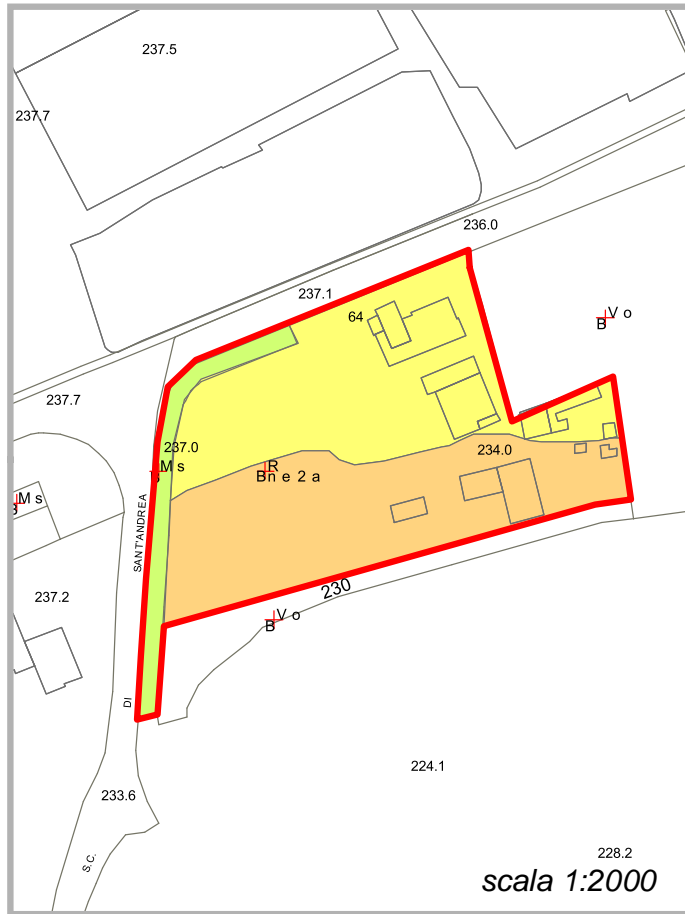 237.5
237.7
236.0
237.1
64
V o
B
237.7
237.0
M s
B
R
B n e 2 a
234.0
M s
B
SANT'ANDREA
DI
S.C.
237.2
230
V o
B
224.1
233.6
228.2
scala 1:2000